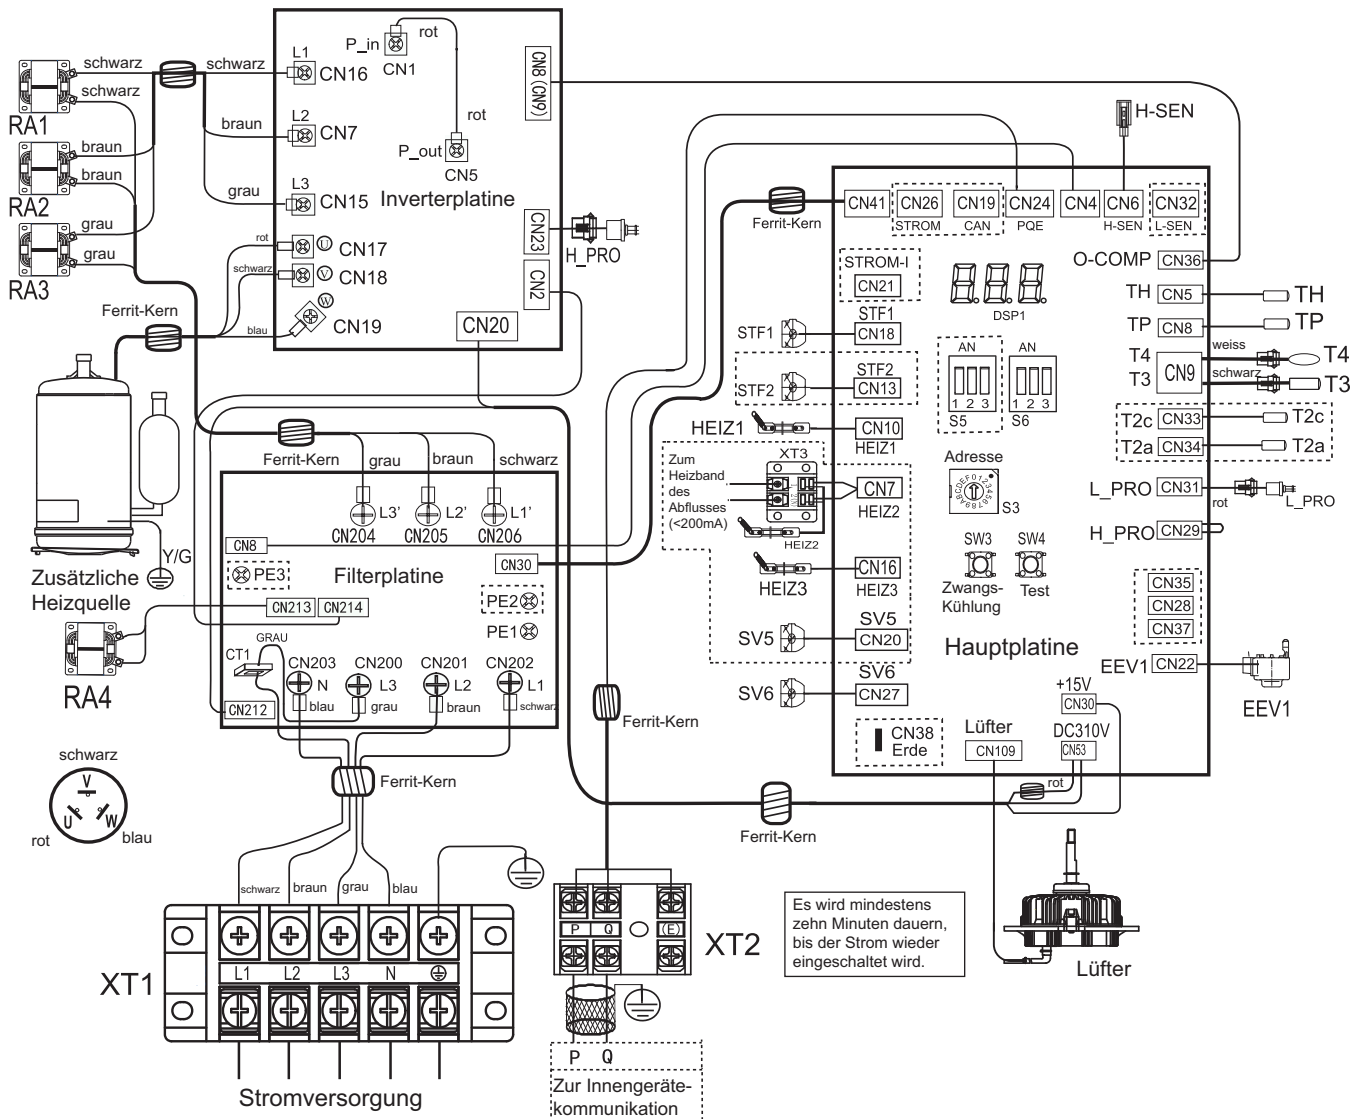 RA1
schwarz
schwarz
schwarz
L1
CN16
braun
L2
CN7
grau
L3
CN15
RA2
braun
braun
RA3
grau
grau
P_in
CN1
rot
rot
P_out
CN5
Inverterplatine
CN8 (CN9)
CN23
H_PRO
CN2
CN20
rot
U
CN17
schwarz
V
CN18
W
CN19
blau
Ferrit-Kern
Y/G
Zusätzliche
Heizquelle
RA4
Ferrit-Kern
grau
braun
schwarz
L3'
CN204
L2'
CN205
L1'
CN206
CN8
CN30
PE3
Filterplatine
CN213
CN214
PE2
PE1
GRAU
CT1
CN203
N
blau
CN200
L3
grau
CN201
L2
braun
CN202
L1
schwarz
CN212
Ferrit-Kern
schwarz
V
U
W
rot
blau
schwarz
braun
grau
blau
XT1
L1
L2
L3
N
Stromversorgung
Ferrit-Kern
P
Q
(E)
XT2
P
Q
Zur Innengeräte-
kommunikation
Ferrit-Kern
Es wird mindestens
zehn Minuten dauern,
bis der Strom wieder
eingeschaltet wird.
Ferrit-Kern
H-SEN
CN41
CN26
STROM
CN19
CAN
CN24
PQE
CN4
CN6
H-SEN
CN32
L-SEN
STROM-I
CN21
DSP1
O-COMP
CN36
TH
CN5
TH
TP
CN8
TP
T4
T3
CN9
weiss
T4
schwarz
T3
T2c
CN33
T2c
T2a
CN34
T2a
L_PRO
CN31
rot
L_PRO
H_PRO
CN29
STF1
STF1
CN18
STF2
STF2
CN13
AN
1 2 3
S5
AN
1 2 3
S6
HEIZ1
CN10
HEIZ1
Zum
Heizband
des
Abflusses
(<200mA)
XT3
CN7
HEIZ2
HEIZ2
HEIZ3
CN16
HEIZ3
Adresse
0123456789ABCDEF
S3
SW3
SW4
Zwangs-
Kühlung
Test
CN35
CN28
CN37
SV5
SV5
CN20
SV6
SV6
CN27
Hauptplatine
EEV1
CN22
EEV1
+15V
CN30
DC310V
CN53
rot
CN38
Erde
Lüfter
CN109
Lüfter